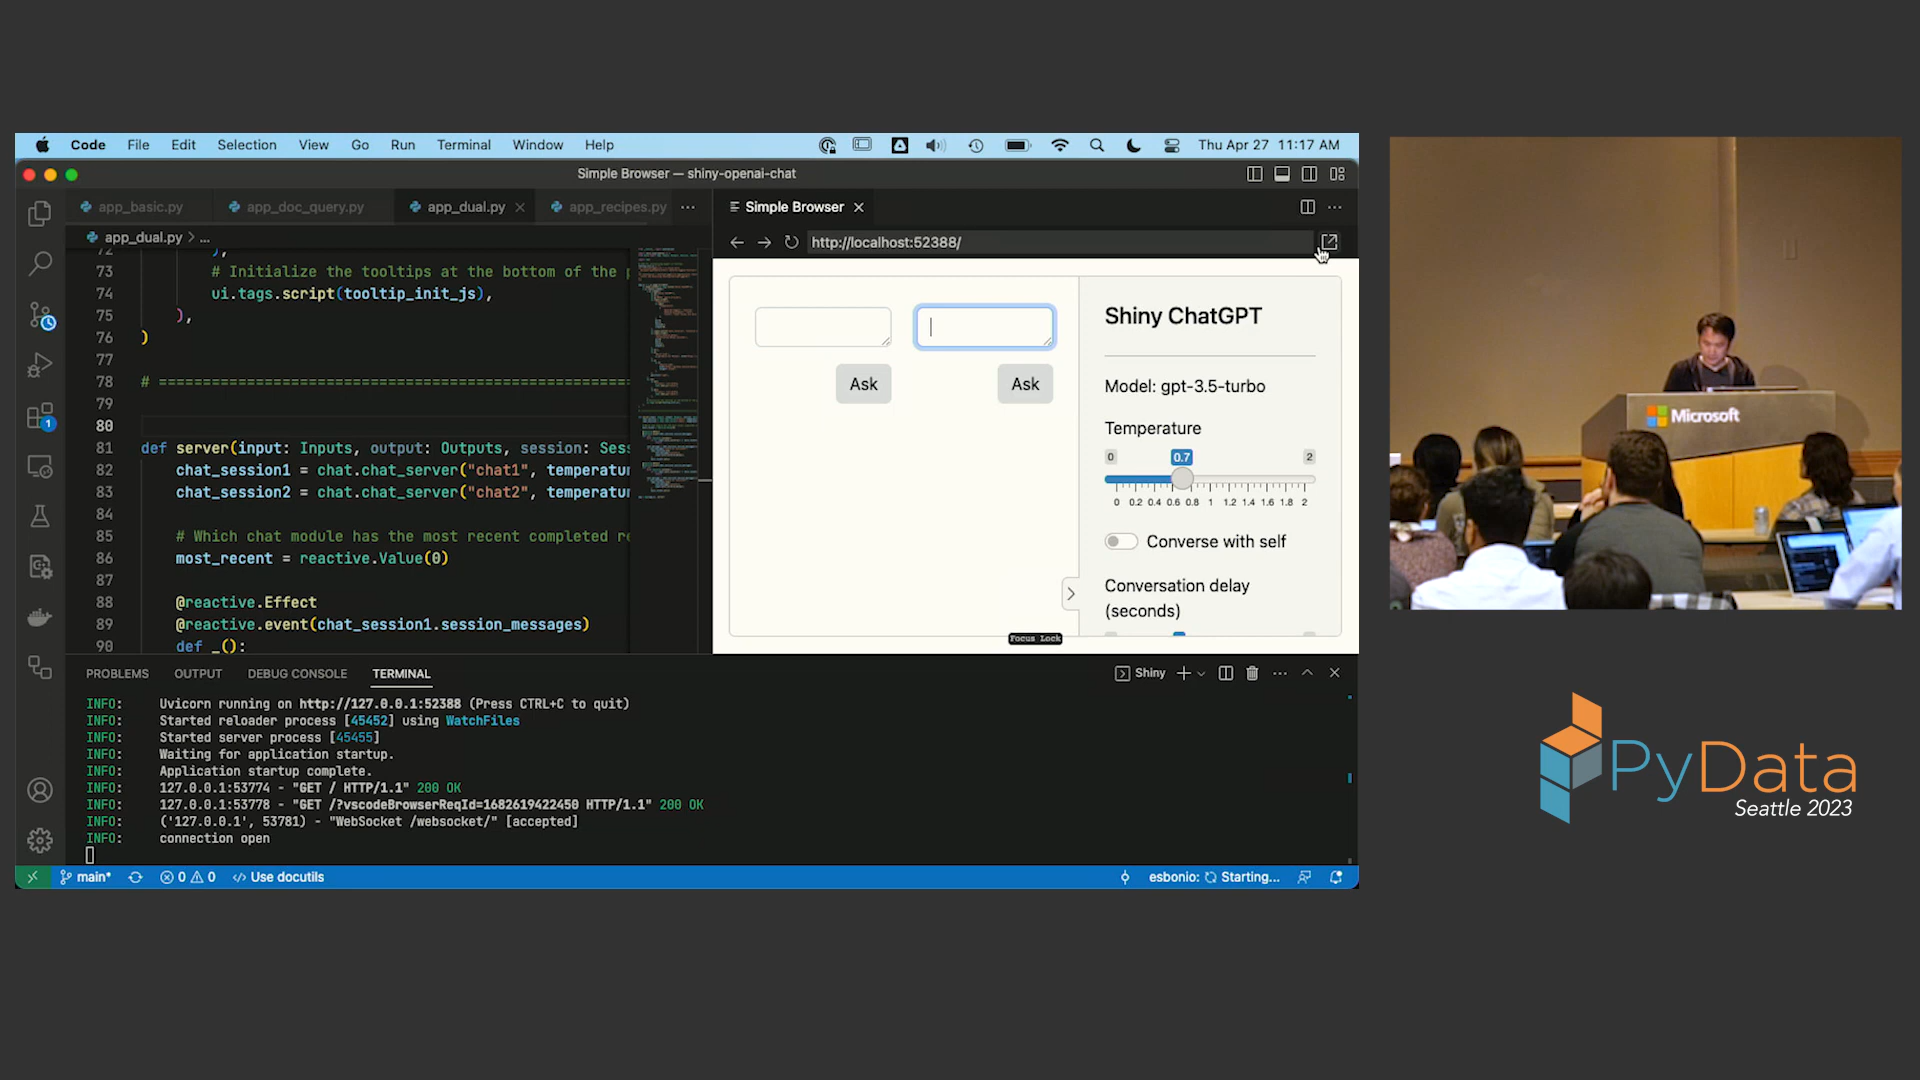 Code File Edit Selection View Go Run Terminal Window Help Thu Apr 27 11:17 AM
Simple Browser — shiny-openai-chat
app_basic.py app_doc_query.py app_dual.py app_recipes.py
Simple Browser
app_dual.py > ...
http://localhost:52388/
72 ),
73 # Initialize the tooltips at the bottom of the
74 ui.tags.script(tooltip_init_js),
75 ),
76 )
77
78 # ======================================================
79
80
81 def server(input: Inputs, output: Outputs, session: Sess
82 chat_session1 = chat.chat_server("chat1", temperatur
83 chat_session2 = chat.chat_server("chat2", temperatur
84
85 # Which chat module has the most recent completed re
86 most_recent = reactive.Value(0)
87
88 @reactive.Effect
89 @reactive.event(chat_session1.session_messages)
90 def _():
Ask
Ask
Shiny ChatGPT
Model: gpt-3.5-turbo
Temperature
0 0.7 2
0 0.2 0.4 0.6 0.8 1 1.2 1.4 1.6 1.8 2
Converse with self
Conversation delay
(seconds)
Focus Lock
PROBLEMS OUTPUT DEBUG CONSOLE TERMINAL Shiny
INFO: Uvicorn running on http://127.0.0.1:52388 (Press CTRL+C to quit)
INFO: Started reloader process [45452] using WatchFiles
INFO: Started server process [45455]
INFO: Waiting for application startup.
INFO: Application startup complete.
INFO: 127.0.0.1:53774 - "GET / HTTP/1.1" 200 OK
INFO: 127.0.0.1:53778 - "GET /?vscodeBrowserReqId=1682619422450 HTTP/1.1" 200 OK
INFO: ('127.0.0.1', 53781) - "WebSocket /websocket/" [accepted]
INFO: connection open
main* 0 0 Use docutils esbonio: Starting...
1
Microsoft
PyData
Seattle 2023